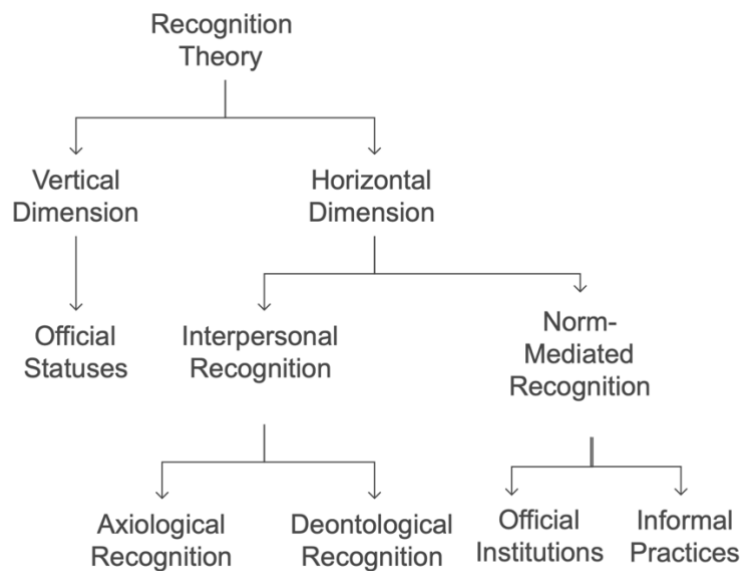 Recognition
Theory
Vertical
Dimension
Horizontal
Dimension
Official
Statuses
Interpersonal
Recognition
Norm-
Mediated
Recognition
Axiological
Recognition
Deontological
Recognition
Official
Institutions
Informal
Practices